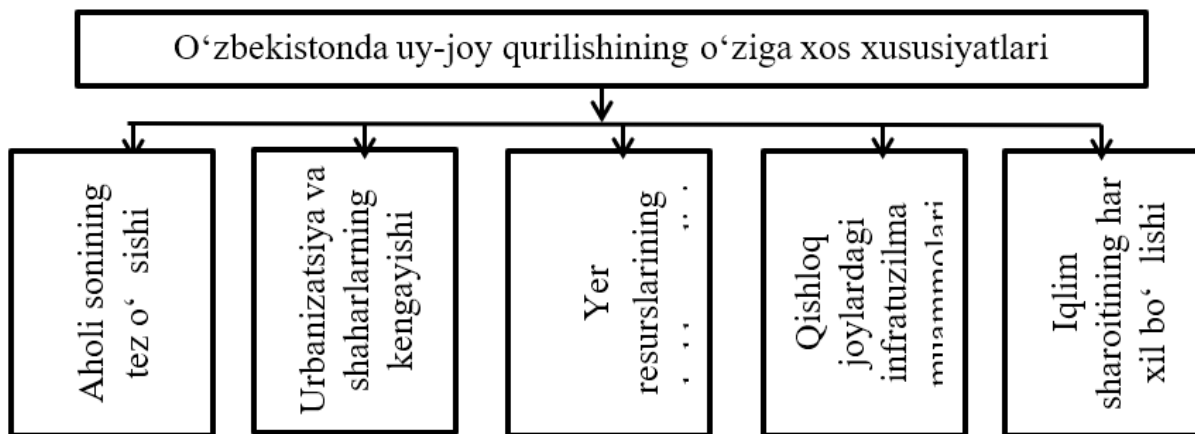 O‘zbekistonda uy-joy qurilishining o‘ziga xos xususiyatlari
Aholi sonining
tez o‘ sishi
Urbanizatsiya va
shaharlarning
kengayishi
Yer
resurslarining
Qishloq
joylardagi
infratuzilma
muammolari
Iqlim
sharoitining har
xil bo‘ lishi